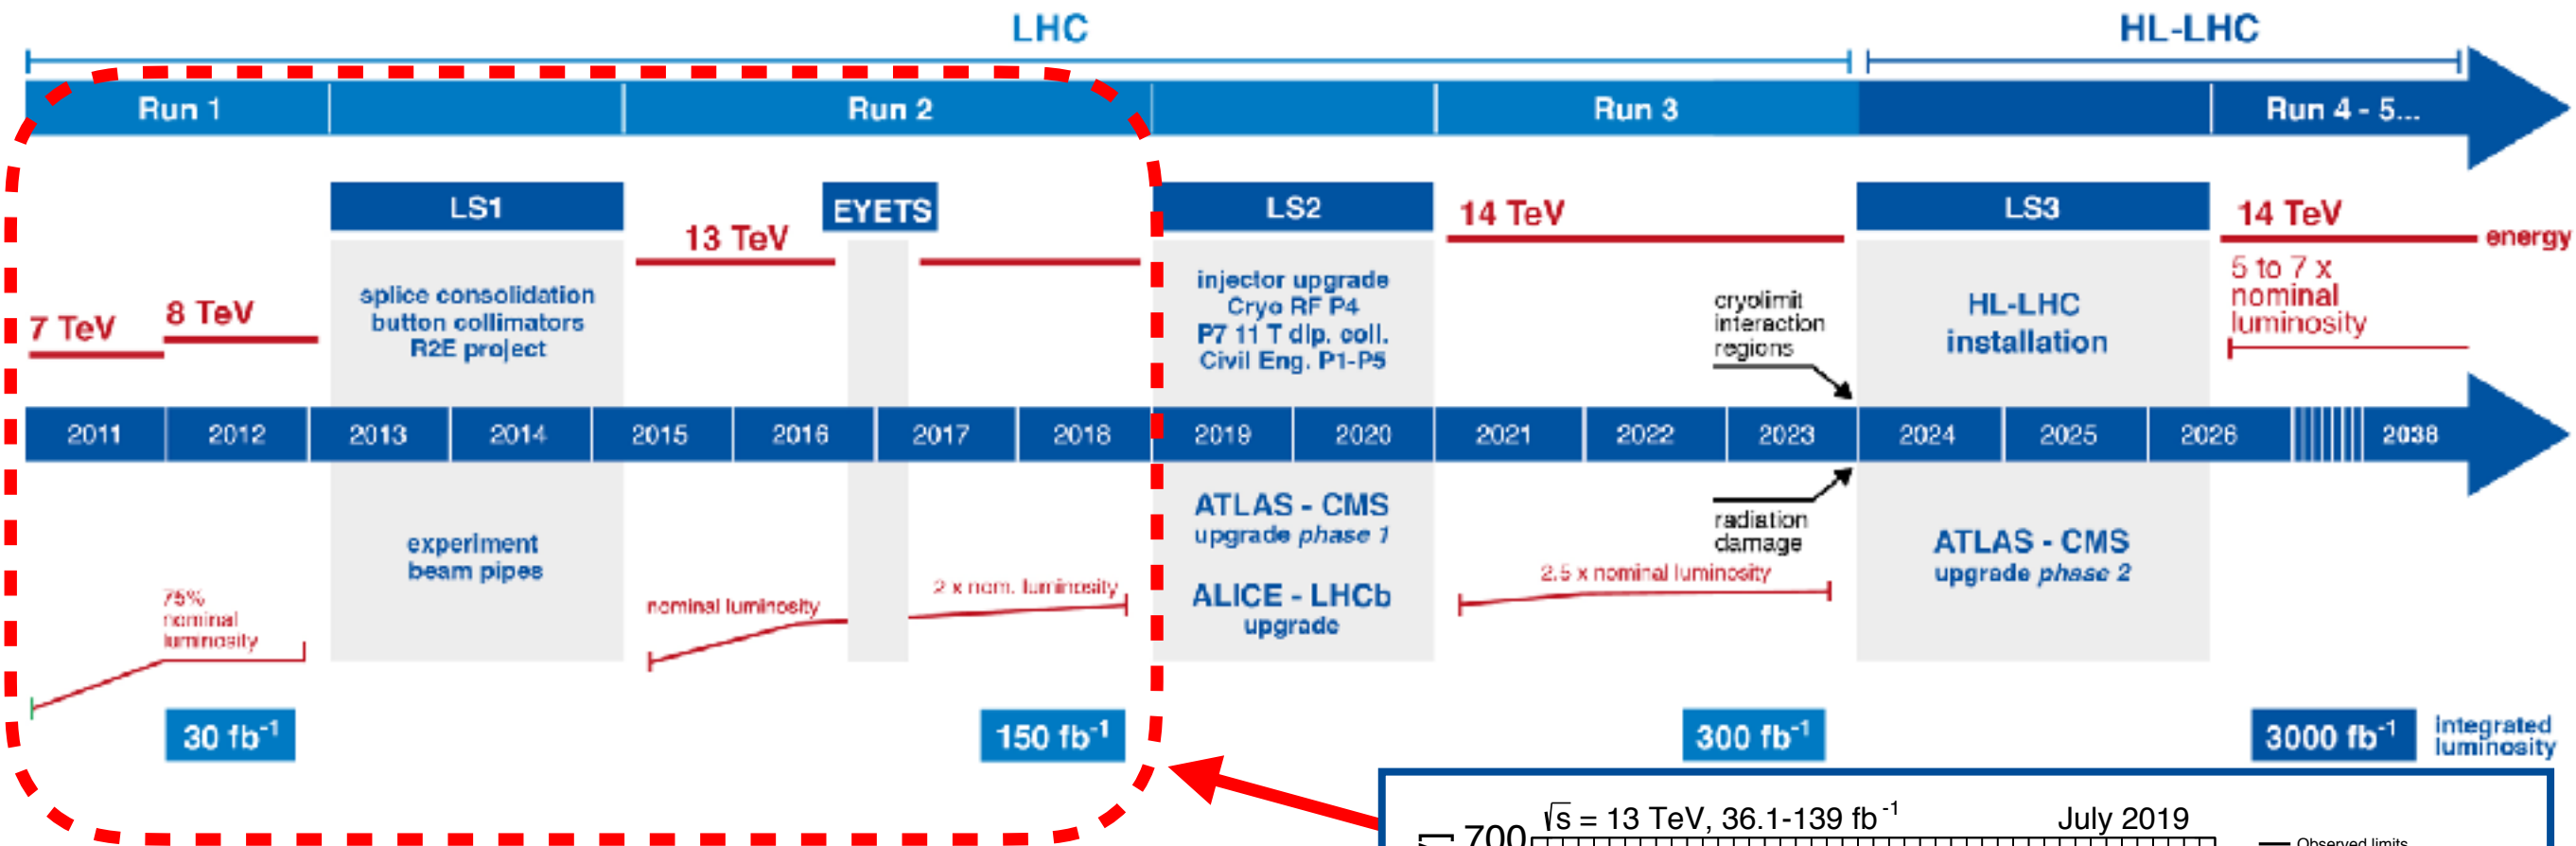 LHC
HL-LHC
Run 1
Run 2
Run 3
Run 4 - 5...
LS1
EYETS
LS2
LS3
7 TeV
8 TeV
13 TeV
14 TeV
14 TeV
energy
splice consolidation
button collimators
R2E project
injector upgrade
Cryo RF P4
P7 11 T dip. coll.
Civil Eng. P1-P5
cryolimit
interaction
regions
HL-LHC
installation
5 to 7 x
nominal
luminosity
2011
2012
2013
2014
2015
2016
2017
2018
2019
2020
2021
2022
2023
2024
2025
2026
2038
experiment
beam pipes
ATLAS - CMS
upgrade phase 1
ALICE - LHCb
upgrade
radiation
damage
ATLAS - CMS
upgrade phase 2
75%
nominal
luminosity
nominal luminosity
2 x nom. luminosity
2.5 x nominal luminosity
30 fb-1
150 fb-1
300 fb-1
3000 fb-1
integrated
luminosity
√s = 13 TeV, 36.1-139 fb-1
July 2019
700
Observed limits